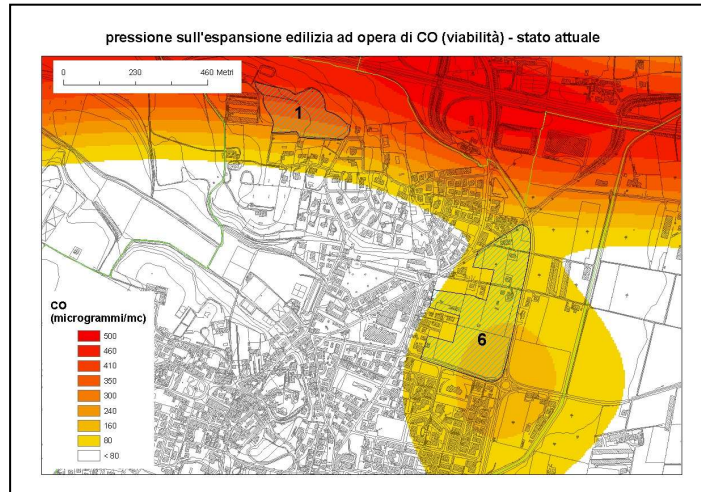 pressione sull'espansione edilizia ad opera di CO (viabilità) - stato attuale
0 230 460 Metri
1
6
CO
(microgrammi/mc)
500
460
410
350
300
240
160
80
< 80